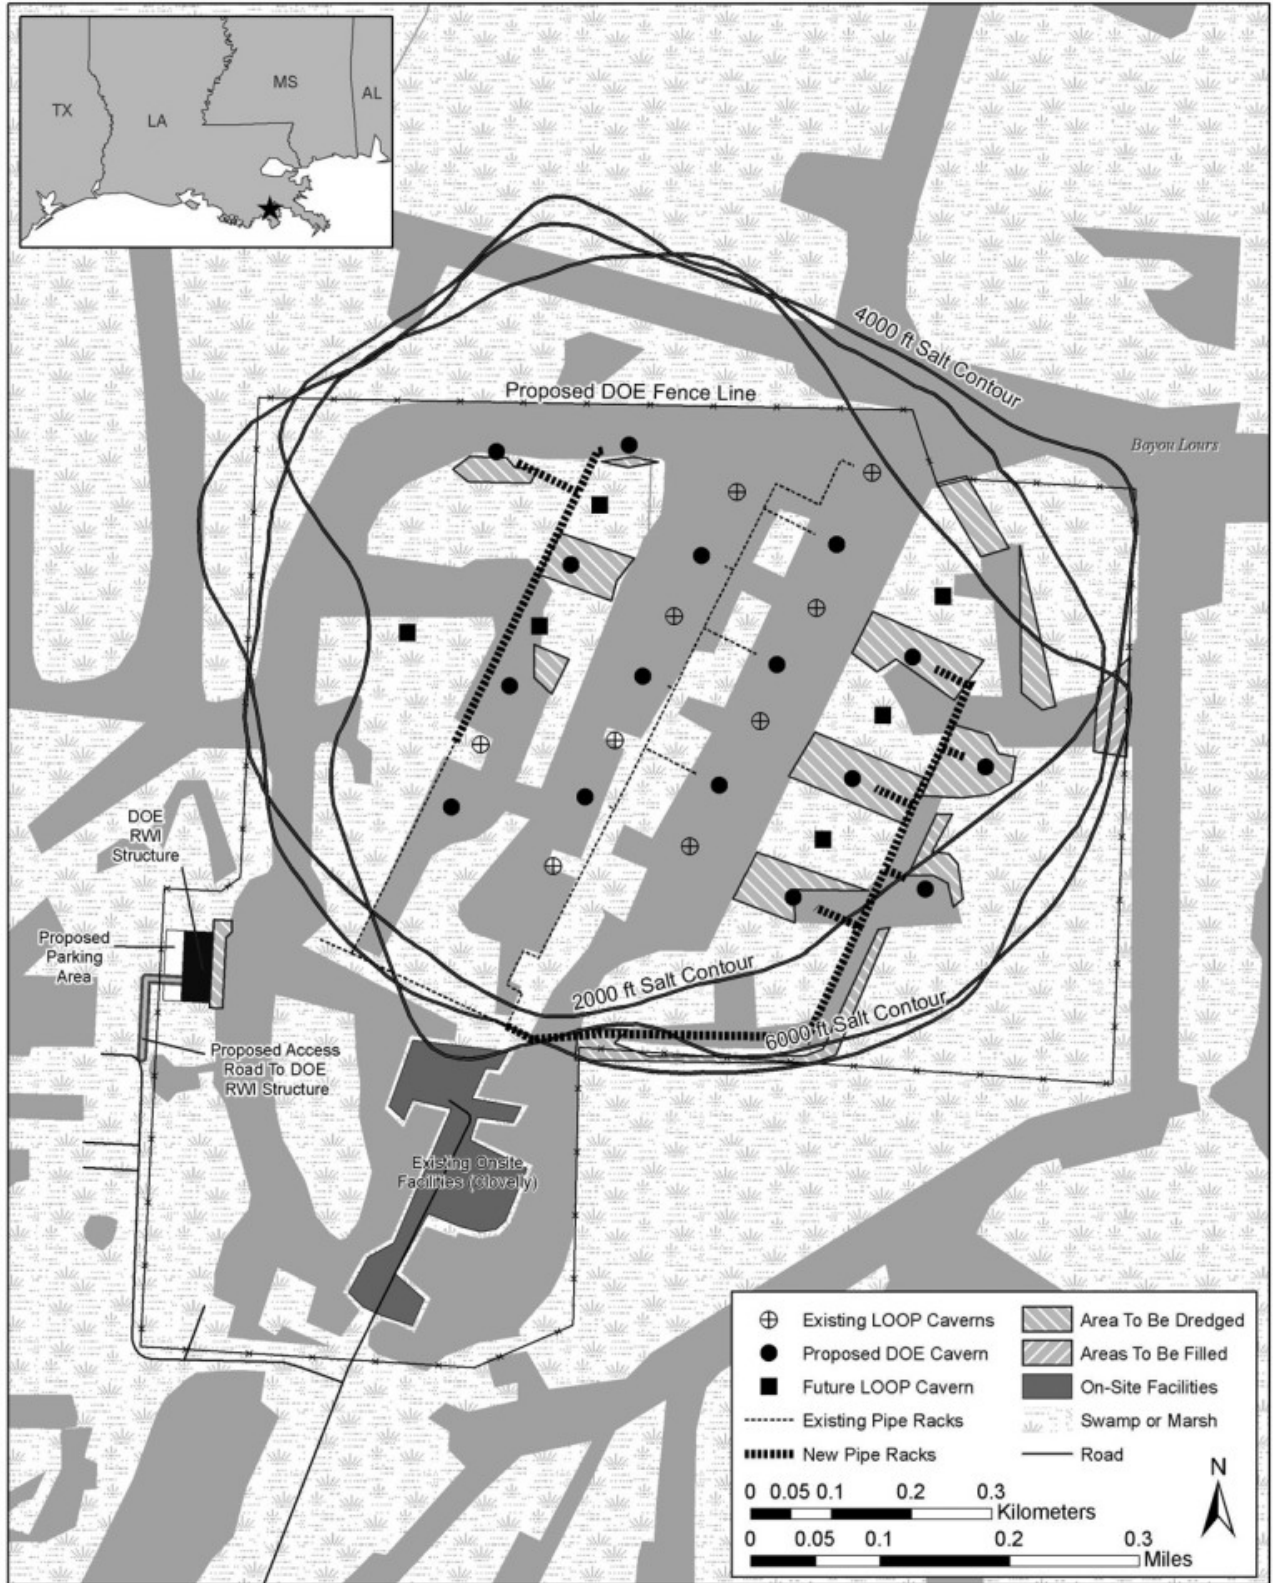 TX
LA
MS
AL
4000 ft Salt Contour
Proposed DOE Fence Line
Bayou Lours
DOE
RWI
Structure
Proposed
Parking
Area
2000 ft Salt Contour
6000 ft Salt Contour
Proposed Access
Road To DOE
RWI Structure
Existing Onsite
Facilities (Clovelly)
Existing LOOP Caverns
Proposed DOE Cavern
Future LOOP Cavern
Existing Pipe Racks
New Pipe Racks
Area To Be Dredged
Areas To Be Filled
On-Site Facilities
Swamp or Marsh
Road
0 0.05 0.1 0.2 0.3
Kilometers
0 0.05 0.1 0.2 0.3
Miles
N